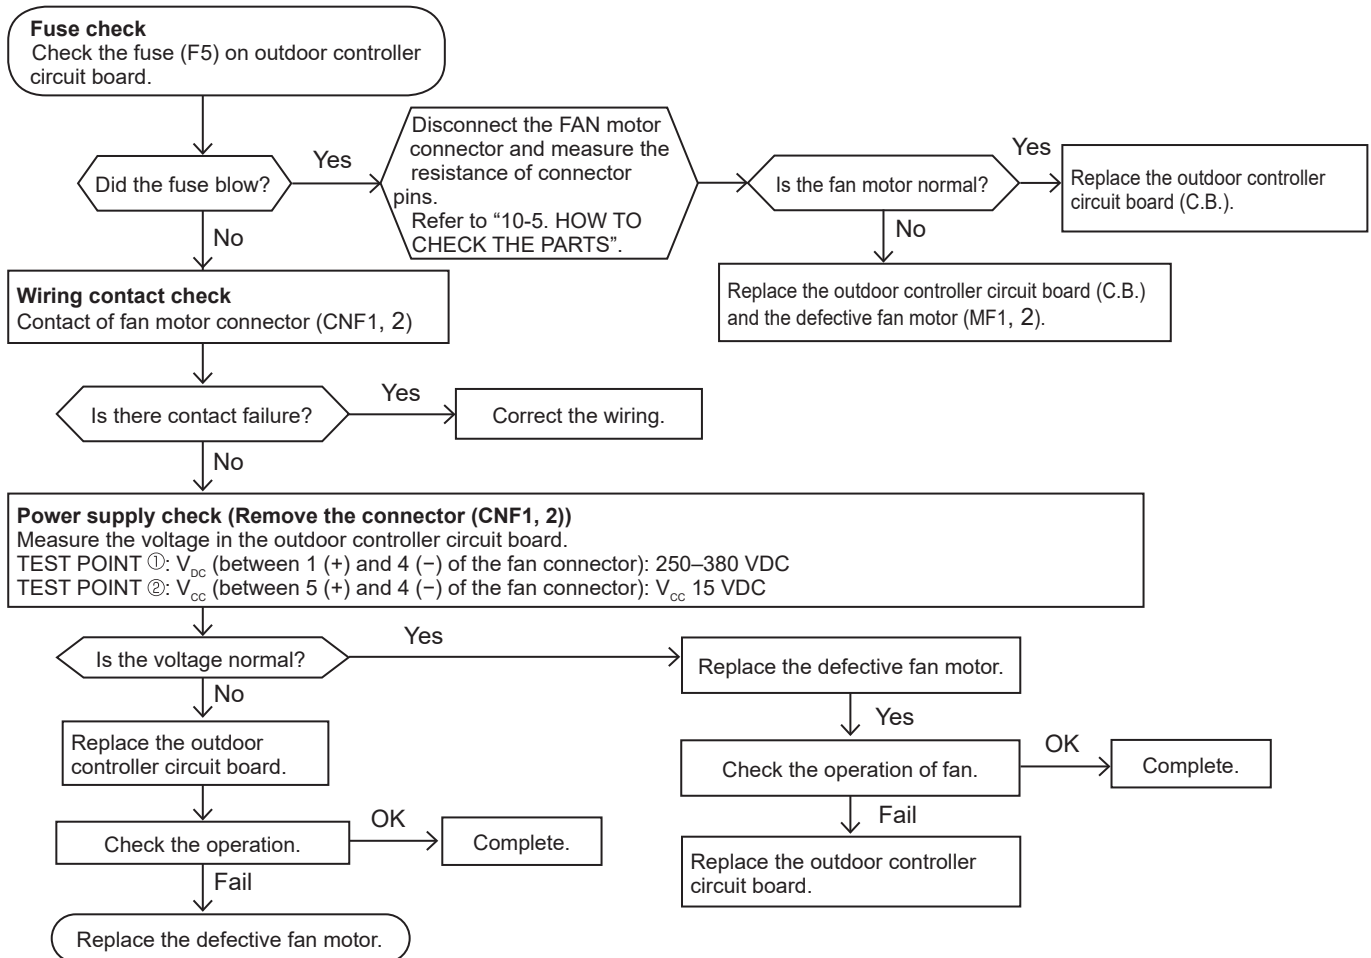 Fuse check
Check the fuse (F5) on outdoor controller
circuit board.
Did the fuse blow?
Yes
Disconnect the FAN motor
connector and measure the
resistance of connector
pins.
Refer to “10-5. HOW TO
CHECK THE PARTS”.
Is the fan motor normal?
Yes
Replace the outdoor controller
circuit board (C.B.).
No
Replace the outdoor controller circuit board (C.B.)
and the defective fan motor (MF1, 2).
No
Wiring contact check
Contact of fan motor connector (CNF1, 2)
Is there contact failure?
Yes
Correct the wiring.
No
Power supply check (Remove the connector (CNF1, 2))
Measure the voltage in the outdoor controller circuit board.
TEST POINT ①: VDC (between 1 (+) and 4 (−) of the fan connector): 250–380 VDC
TEST POINT ②: VCC (between 5 (+) and 4 (−) of the fan connector): VCC 15 VDC
Is the voltage normal?
Yes
Replace the defective fan motor.
Yes
Check the operation of fan.
OK
Complete.
Fail
Replace the outdoor controller
circuit board.
No
Replace the outdoor
controller circuit board.
Check the operation.
OK
Complete.
Fail
Replace the defective fan motor.